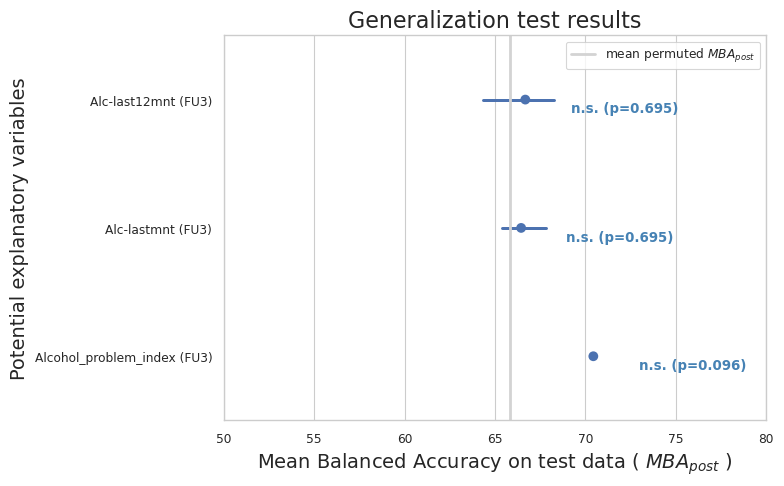 Generalization test results
mean permuted MBA_post
Alc-last12mnt (FU3)
n.s. (p=0.695)
Alc-lastmnt (FU3)
n.s. (p=0.695)
Alcohol_problem_index (FU3)
n.s. (p=0.096)
Potential explanatory variables
50 55 60 65 70 75 80
Mean Balanced Accuracy on test data ( MBA_post )